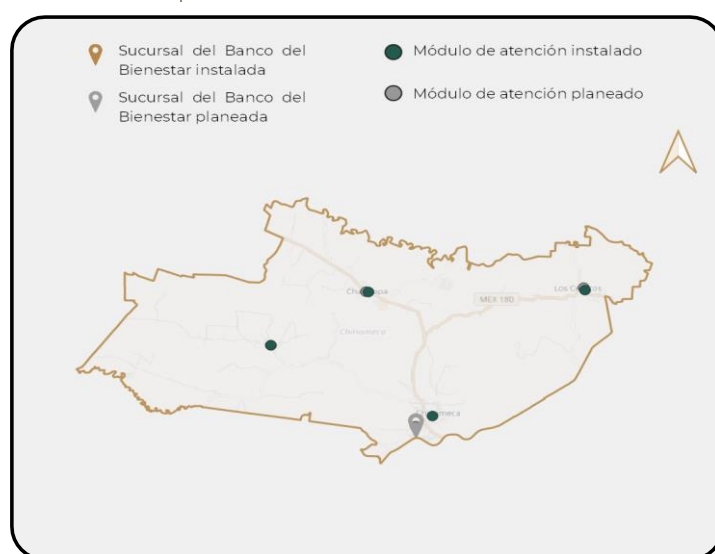 Sucursal del Banco del
Bienestar instalada
Módulo de atención instalado
Sucursal del Banco del
Bienestar planeada
Módulo de atención planeado
MEX 180
Chinameca